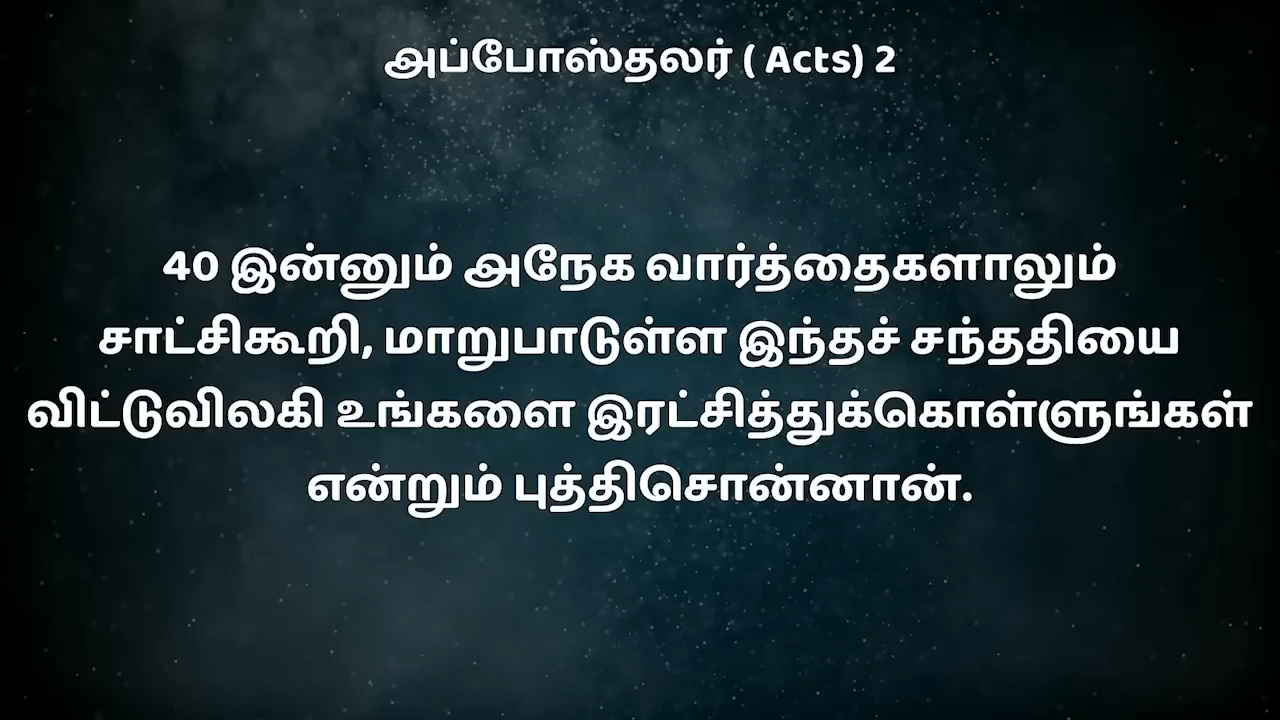 அப்போஸ்தலர் ( Acts) 2
40 இன்னும் அநேக வார்த்தைகளாலும்
சாட்சிகூறி, மாறுபாடுள்ள இந்தச் சந்ததியை
விட்டுவிலகி உங்களை இரட்சித்துக்கொள்ளுங்கள்
என்றும் புத்திசொன்னான்.